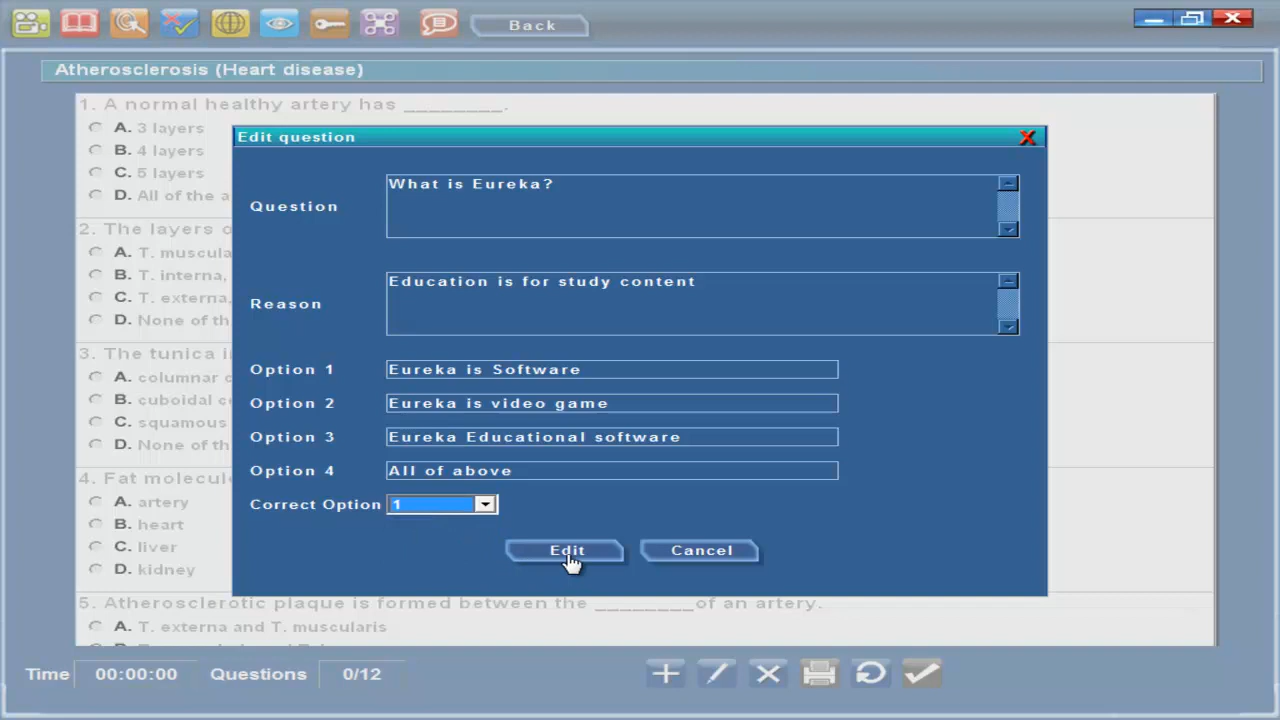 Back
Atherosclerosis (Heart disease)
1. A normal healthy artery has ________.
A. 3 layers
B. 4 layers
C. 5 layers
D. All of the a
2. The layers o
A. T. muscula
B. T. interna,
C. T. externa,
D. None of th
3. The tunica i
A. columnar c
B. cuboidal c
C. squamous
D. None of th
4. Fat molecul
A. artery
B. heart
C. liver
D. kidney
5. Atherosclerotic plaque is formed between the ________of an artery.
A. T. externa and T. muscularis
Edit question
Question
What is Eureka?
Reason
Education is for study content
Option 1 Eureka is Software
Option 2 Eureka is video game
Option 3 Eureka Educational software
Option 4 All of above
Correct Option 1
Edit Cancel
Time 00:00:00 Questions 0/12